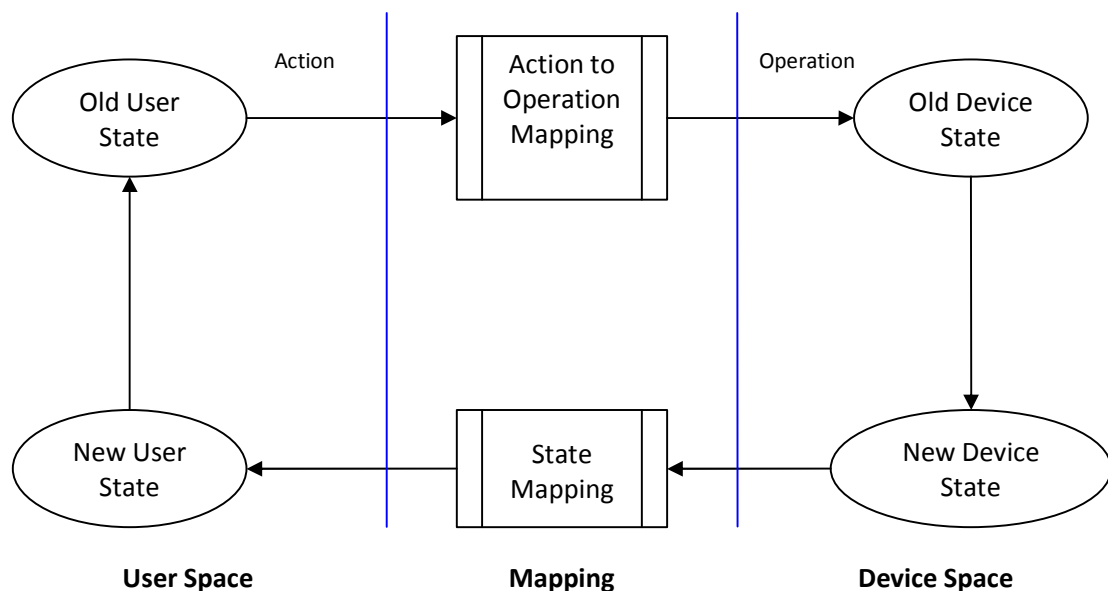 Action
Operation
Old User
State
Action to
Operation
Mapping
Old Device
State
New User
State
State
Mapping
New Device
State
User Space
Mapping
Device Space